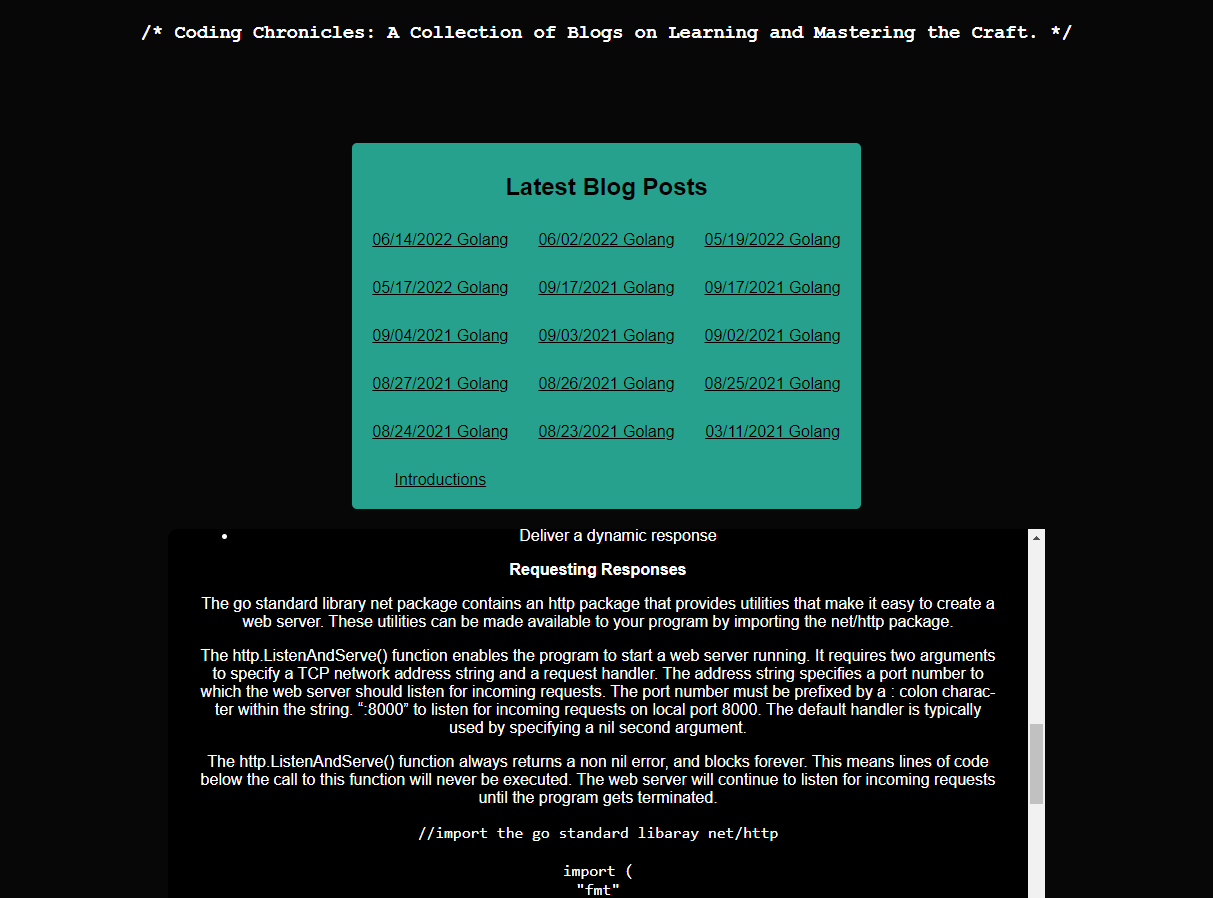 /* Coding Chronicles: A Collection of Blogs on Learning and Mastering the Craft. */
Latest Blog Posts
06/14/2022 Golang 06/02/2022 Golang 05/19/2022 Golang
05/17/2022 Golang 09/17/2021 Golang 09/17/2021 Golang
09/04/2021 Golang 09/03/2021 Golang 09/02/2021 Golang
08/27/2021 Golang 08/26/2021 Golang 08/25/2021 Golang
08/24/2021 Golang 08/23/2021 Golang 03/11/2021 Golang
Introductions
• Deliver a dynamic response
Requesting Responses
The go standard library net package contains an http package that provides utilities that make it easy to create a
web server. These utilities can be made available to your program by importing the net/http package.
The http.ListenAndServe() function enables the program to start a web server running. It requires two arguments
to specify a TCP network address string and a request handler. The address string specifies a port number to
which the web server should listen for incoming requests. The port number must be prefixed by a : colon charac-
ter within the string. “:8000” to listen for incoming requests on local port 8000. The default handler is typically
used by specifying a nil second argument.
The http.ListenAndServe() function always returns a non nil error, and blocks forever. This means lines of code
below the call to this function will never be executed. The web server will continue to listen for incoming requests
until the program gets terminated.
//import the go standard libaray net/http
import (
"fmt"